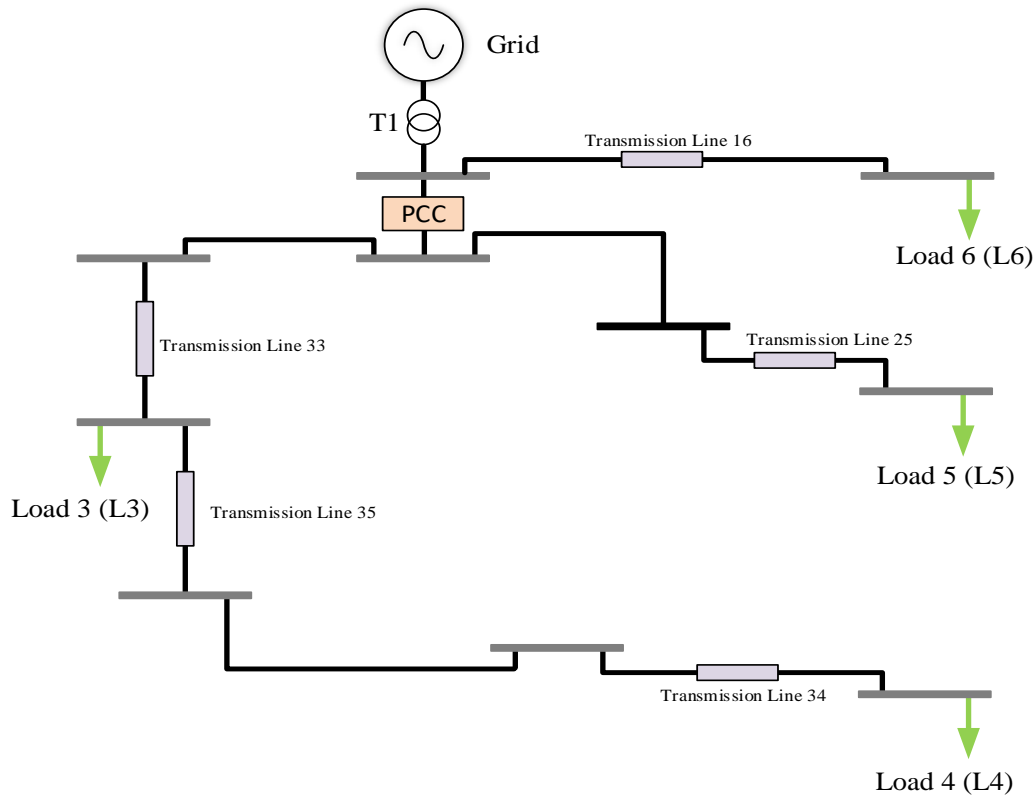 Grid
T1
Transmission Line 16
PCC
Load 6 (L6)
Transmission Line 33
Transmission Line 25
Load 5 (L5)
Load 3 (L3)
Transmission Line 35
Transmission Line 34
Load 4 (L4)